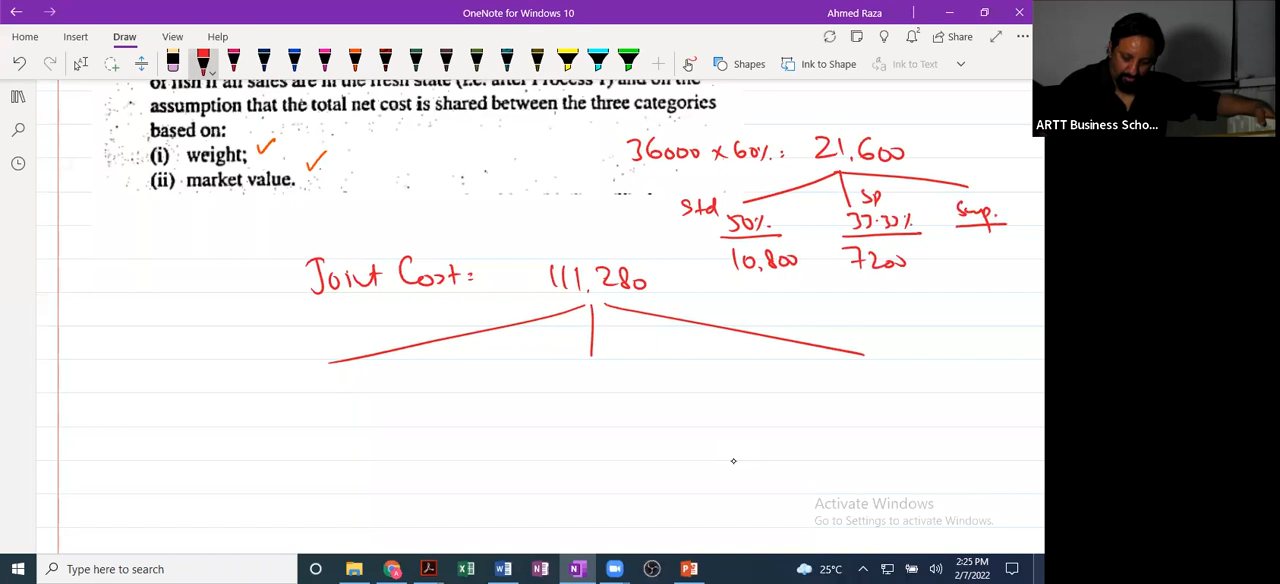 OneNote for Windows 10
Ahmed Raza
Home Insert Draw View Help
Share
Shapes
Ink to Shape
Ink to Text
of fish if all sales are in the fresh state (i.e. after Process 1) and on the
assumption that the total net cost is shared between the three categories
based on:
(i) weight;
(ii) market value.
36000 × 60%: 21,600
Std
50%
10,800
SP
33.33%
7200
Sup.
Joint Cost: 111,280
ARTT Business Scho...
Activate Windows
Go to Settings to activate Windows.
Type here to search
25°C
2:25 PM
2/7/2022